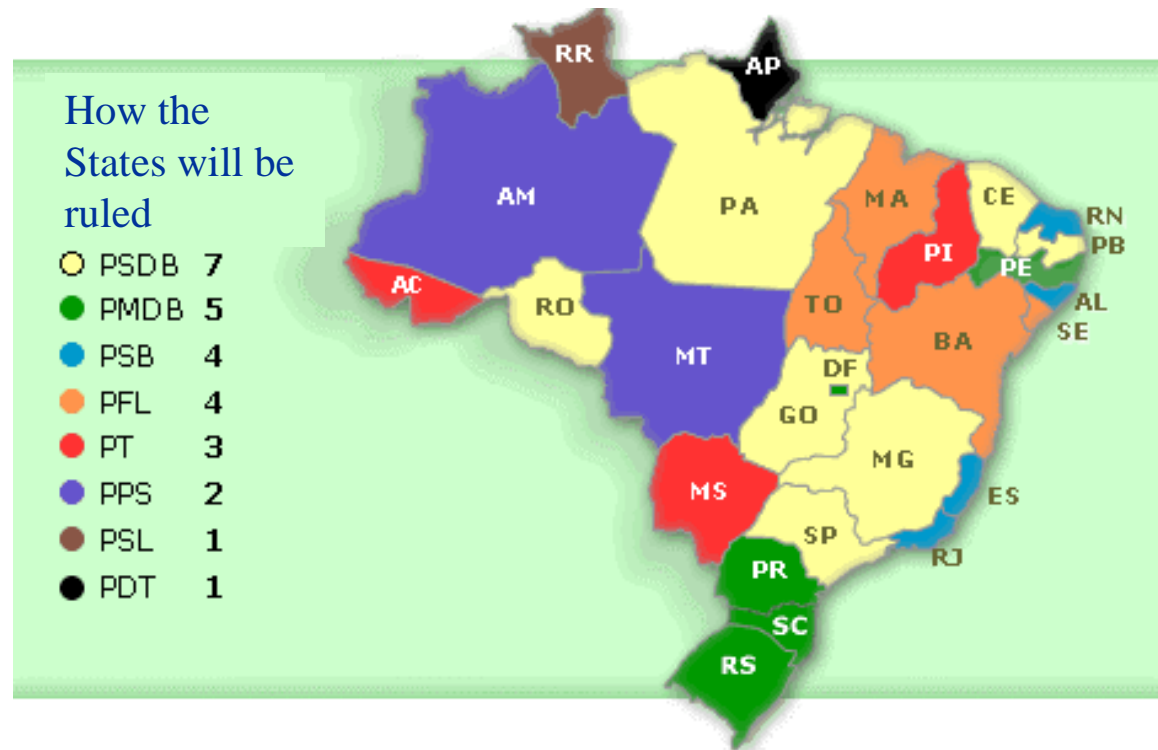 How the
States will be
ruled
PSDB 7
PMDB 5
PSB 4
PFL 4
PT 3
PPS 2
PSL 1
PDT 1
RR
AP
AM
PA
MA
CE
RN
PB
PI
PE
AC
RO
TO
AL
SE
BA
MT
DF
GO
MG
MS
ES
SP
RJ
PR
SC
RS